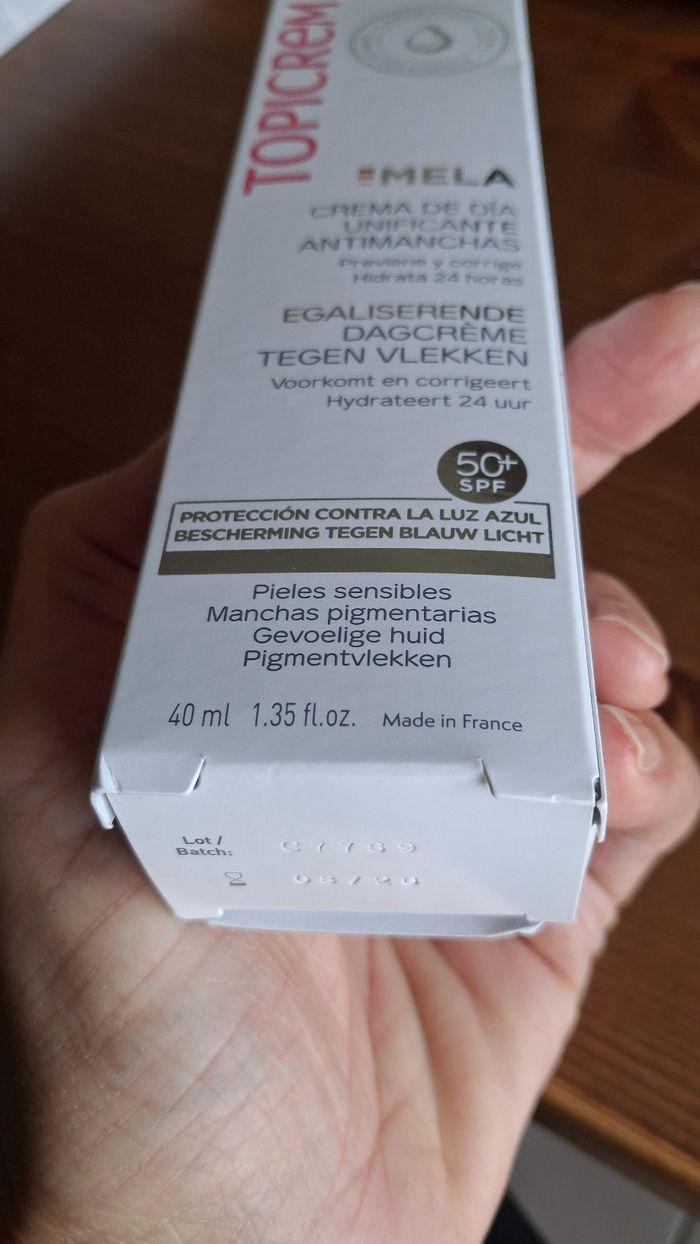 TOPICREM
MELA
CREMA DE DÍA
UNIFICANTE
ANTIMANCHAS
Previene y corrige
Hidrata 24 horas
EGALISERENDE
DAGCRÈME
TEGEN VLEKKEN
Voorkomt en corrigeert
Hydrateert 24 uur
50+
SPF
PROTECCIÓN CONTRA LA LUZ AZUL
BESCHERMING TEGEN BLAUW LICHT
Pieles sensibles
Manchas pigmentarias
Gevoelige huid
Pigmentvlekken
40 ml 1.35 fl.oz. Made in France
Lot /
Batch: C7769